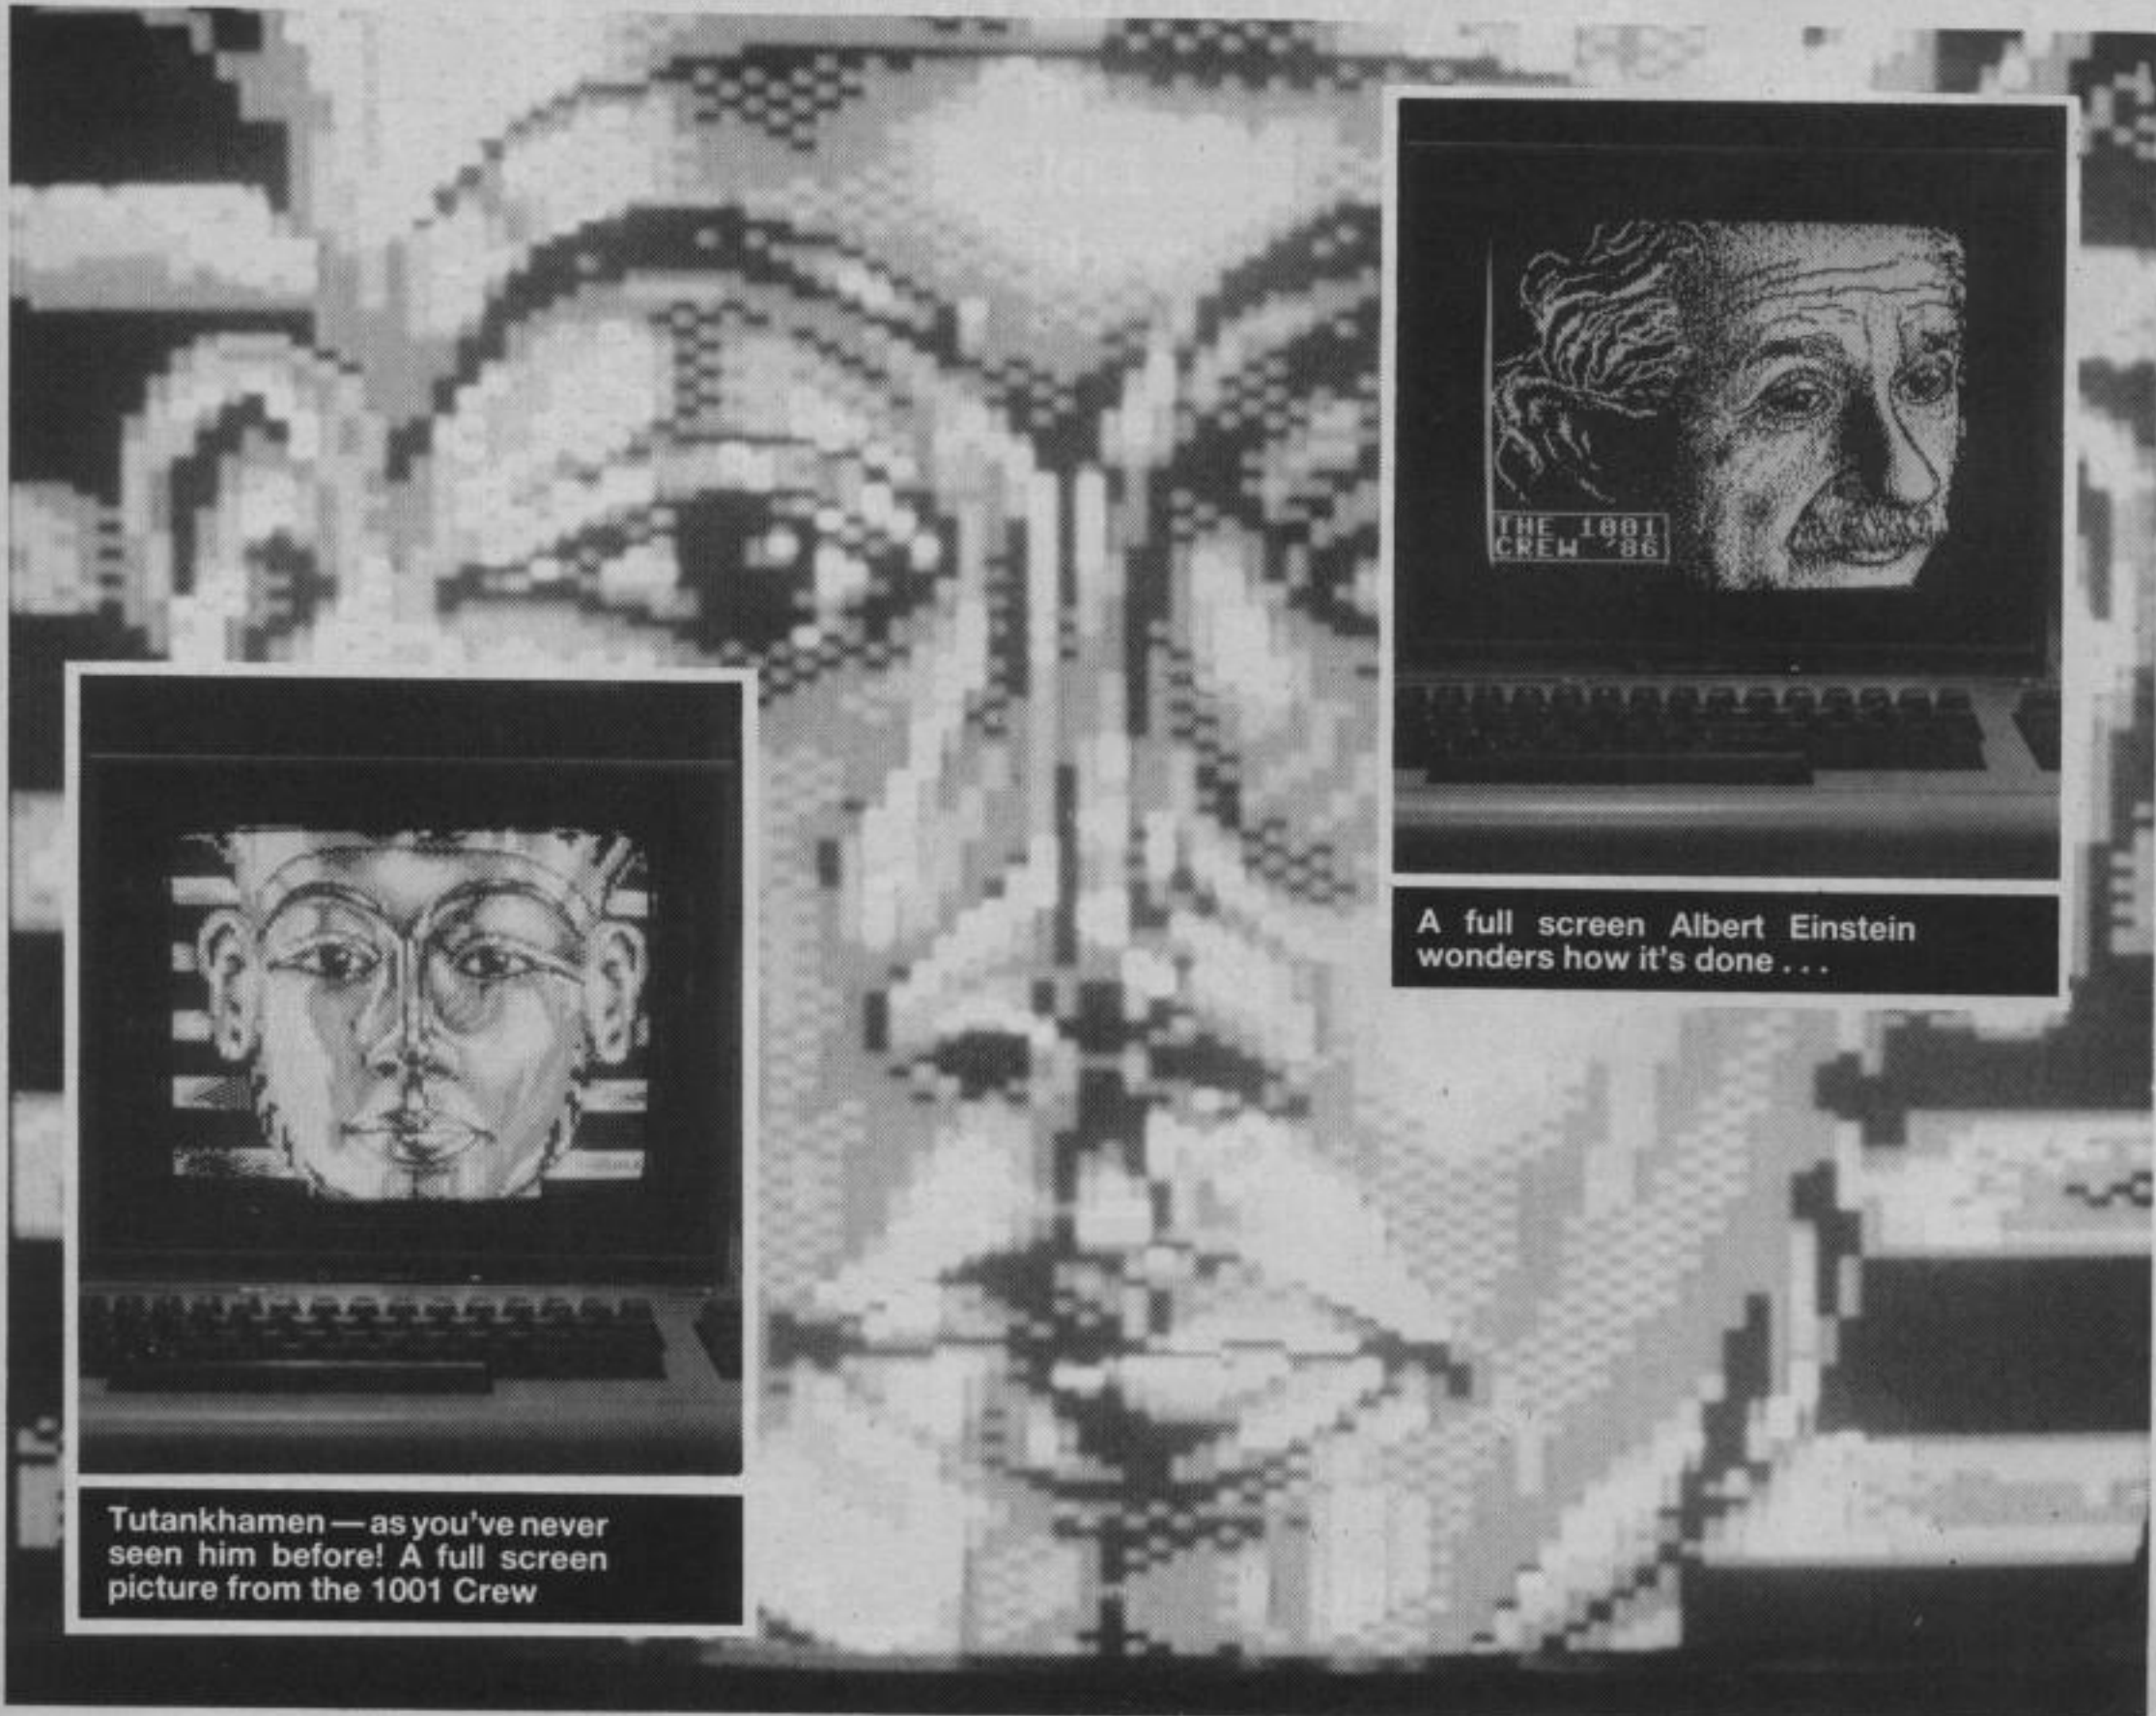 THE 1001
CREW '86
A full screen Albert Einstein
wonders how it's done . . .
Tutankhamen — as you've never
seen him before! A full screen
picture from the 1001 Crew